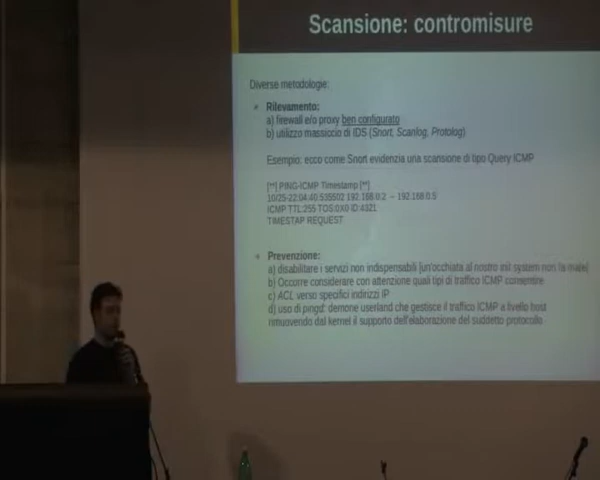 Scansione: contromisure
Diverse metodologie:
Rilevamento:
a) firewall e/o proxy ben configurato
b) utilizzo massiccio di IDS (Snort, Scanlog, Protolog)
Esempio: ecco come Snort evidenzia una scansione di tipo Query ICMP
[**] PING-ICMP Timestamp [**]
10/25-22:04:40.535502 192.168.0.2 → 192.168.0.5
ICMP TTL:255 TOS:0X0 ID:4321
TIMESTAP REQUEST
Prevenzione:
a) disabilitare i servizi non indispensabili [un'occhiata al nostro init system non fa male]
b) Occorre considerare con attenzione quali tipi di traffico ICMP consentire
c) ACL verso specifici indirizzi IP
d) uso di pingd: demone userland che gestisce il traffico ICMP a livello host
rimuovendo dal kernel il supporto dell'elaborazione del suddetto protocollo